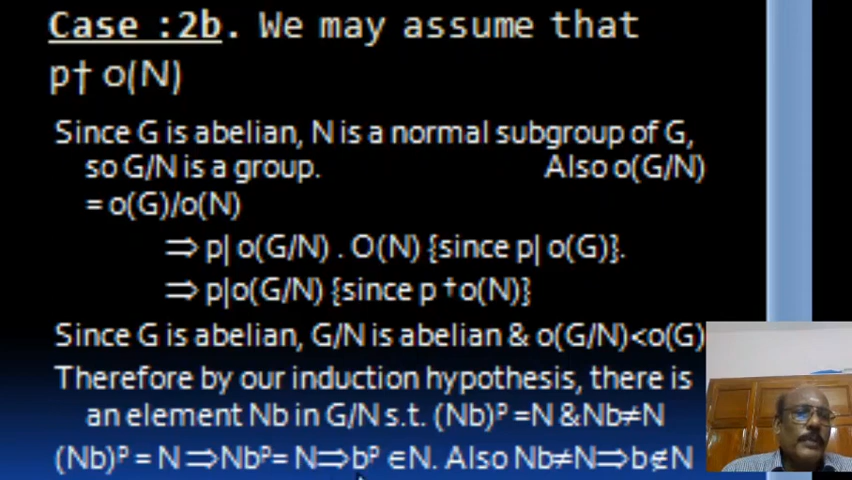 Case :2b. We may assume that
p† o(N)
Since G is abelian, N is a normal subgroup of G,
so G/N is a group. Also o(G/N)
= o(G)/o(N)
⇒ p| o(G/N) . O(N) {since p| o(G)}.
⇒ p|o(G/N) {since p †o(N)}
Since G is abelian, G/N is abelian & o(G/N)<o(G)
Therefore by our induction hypothesis, there is
an element Nb in G/N s.t. (Nb)ᵖ =N &Nb≠N
(Nb)ᵖ = N ⇒Nbᵖ= N⇒bᵖ ∈N. Also Nb≠N⇒b∉N